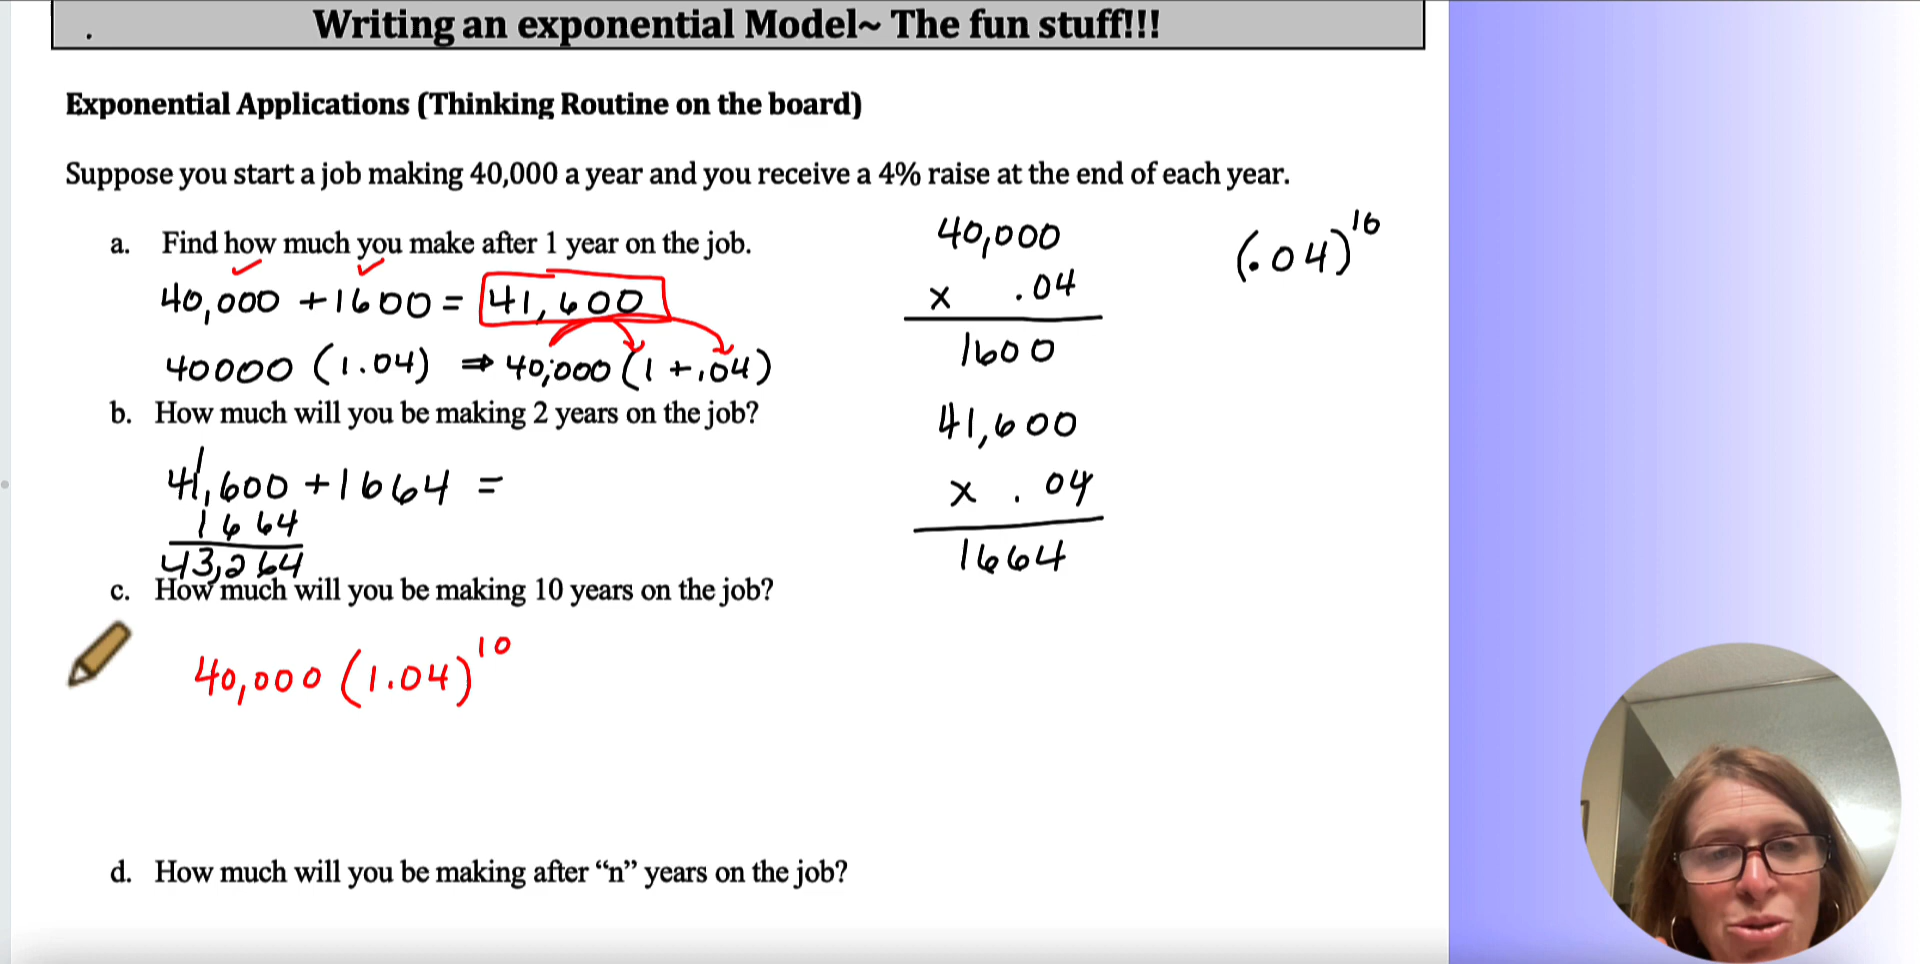 Writing an exponential Model~ The fun stuff!!!
.
Exponential Applications (Thinking Routine on the board)
Suppose you start a job making 40,000 a year and you receive a 4% raise at the end of each year.
a. Find how much you make after 1 year on the job.
40,000 + 1600 = 41,600
40000 (1.04) ⇒ 40,000 (1 + .04)
40,000
x .04
1600
(.04)^16
b. How much will you be making 2 years on the job?
1
41,600 + 1664 =
1664
43,264
41,600
x .04
1664
c. How much will you be making 10 years on the job?
40,000 (1.04)^10
d. How much will you be making after “n” years on the job?